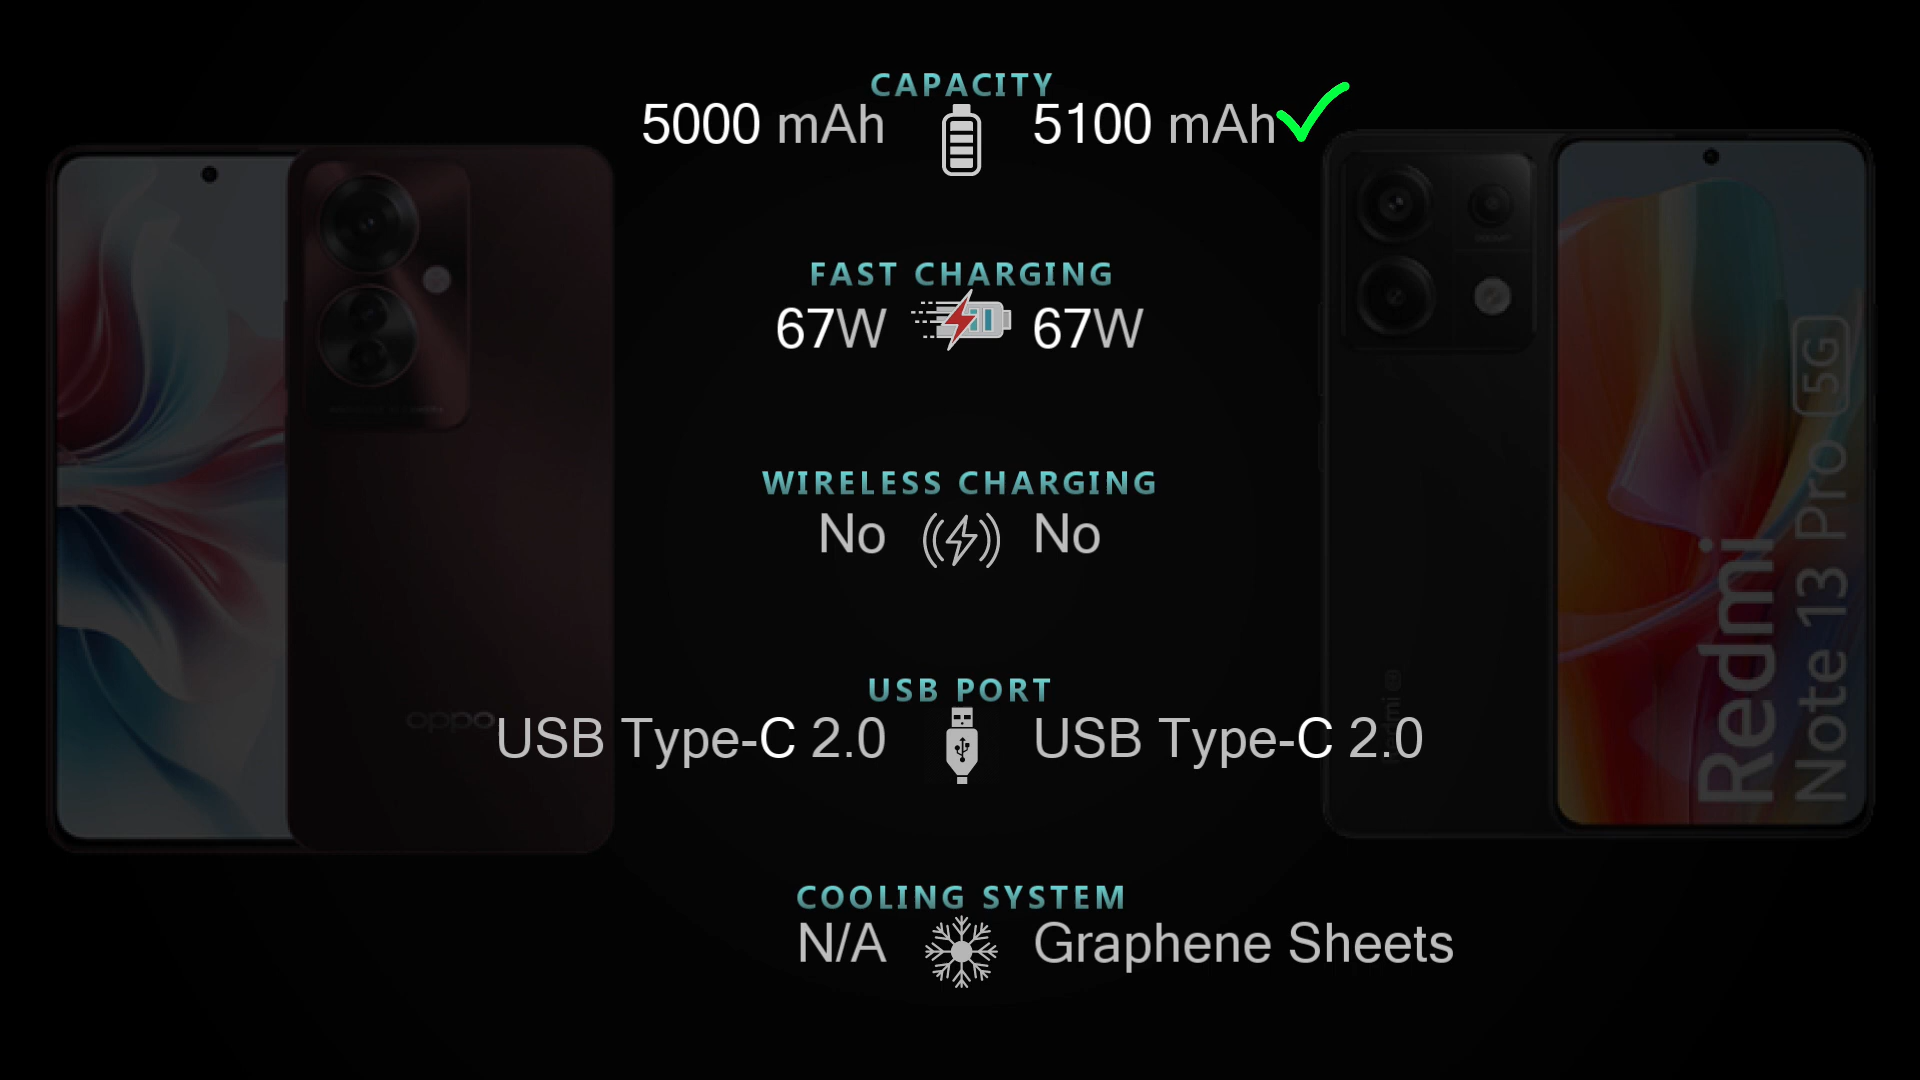 CAPACITY
5000 mAh 5100 mAh
FAST CHARGING
67W 67W
WIRELESS CHARGING
No No
USB PORT
USB Type-C 2.0 USB Type-C 2.0
COOLING SYSTEM
N/A Graphene Sheets
oppo
Redmi
Note 13 Pro 5G